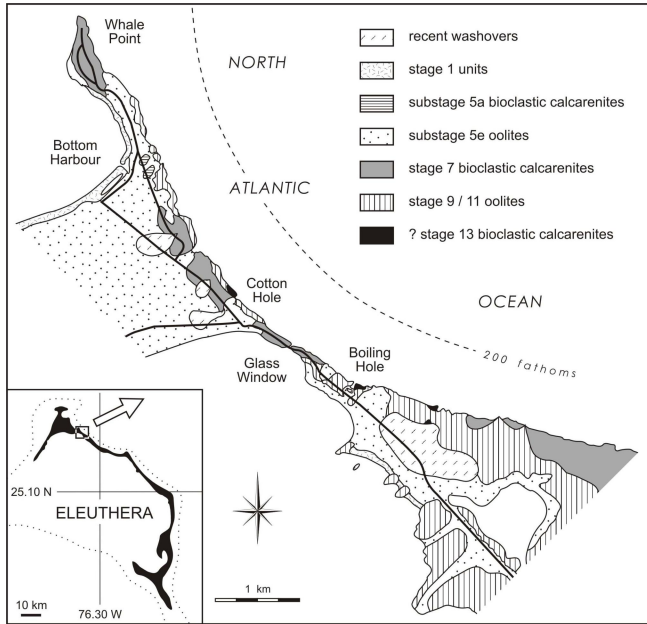 Whale
Point
NORTH
recent washovers
stage 1 units
substage 5a bioclastic calcarenites
substage 5e oolites
stage 7 bioclastic calcarenites
stage 9 / 11 oolites
? stage 13 bioclastic calcarenites
Bottom
Harbour
ATLANTIC
Cotton
Hole
OCEAN
Glass
Window
Boiling
Hole
200 fathoms
25.10 N
ELEUTHERA
10 km
76.30 W
1 km